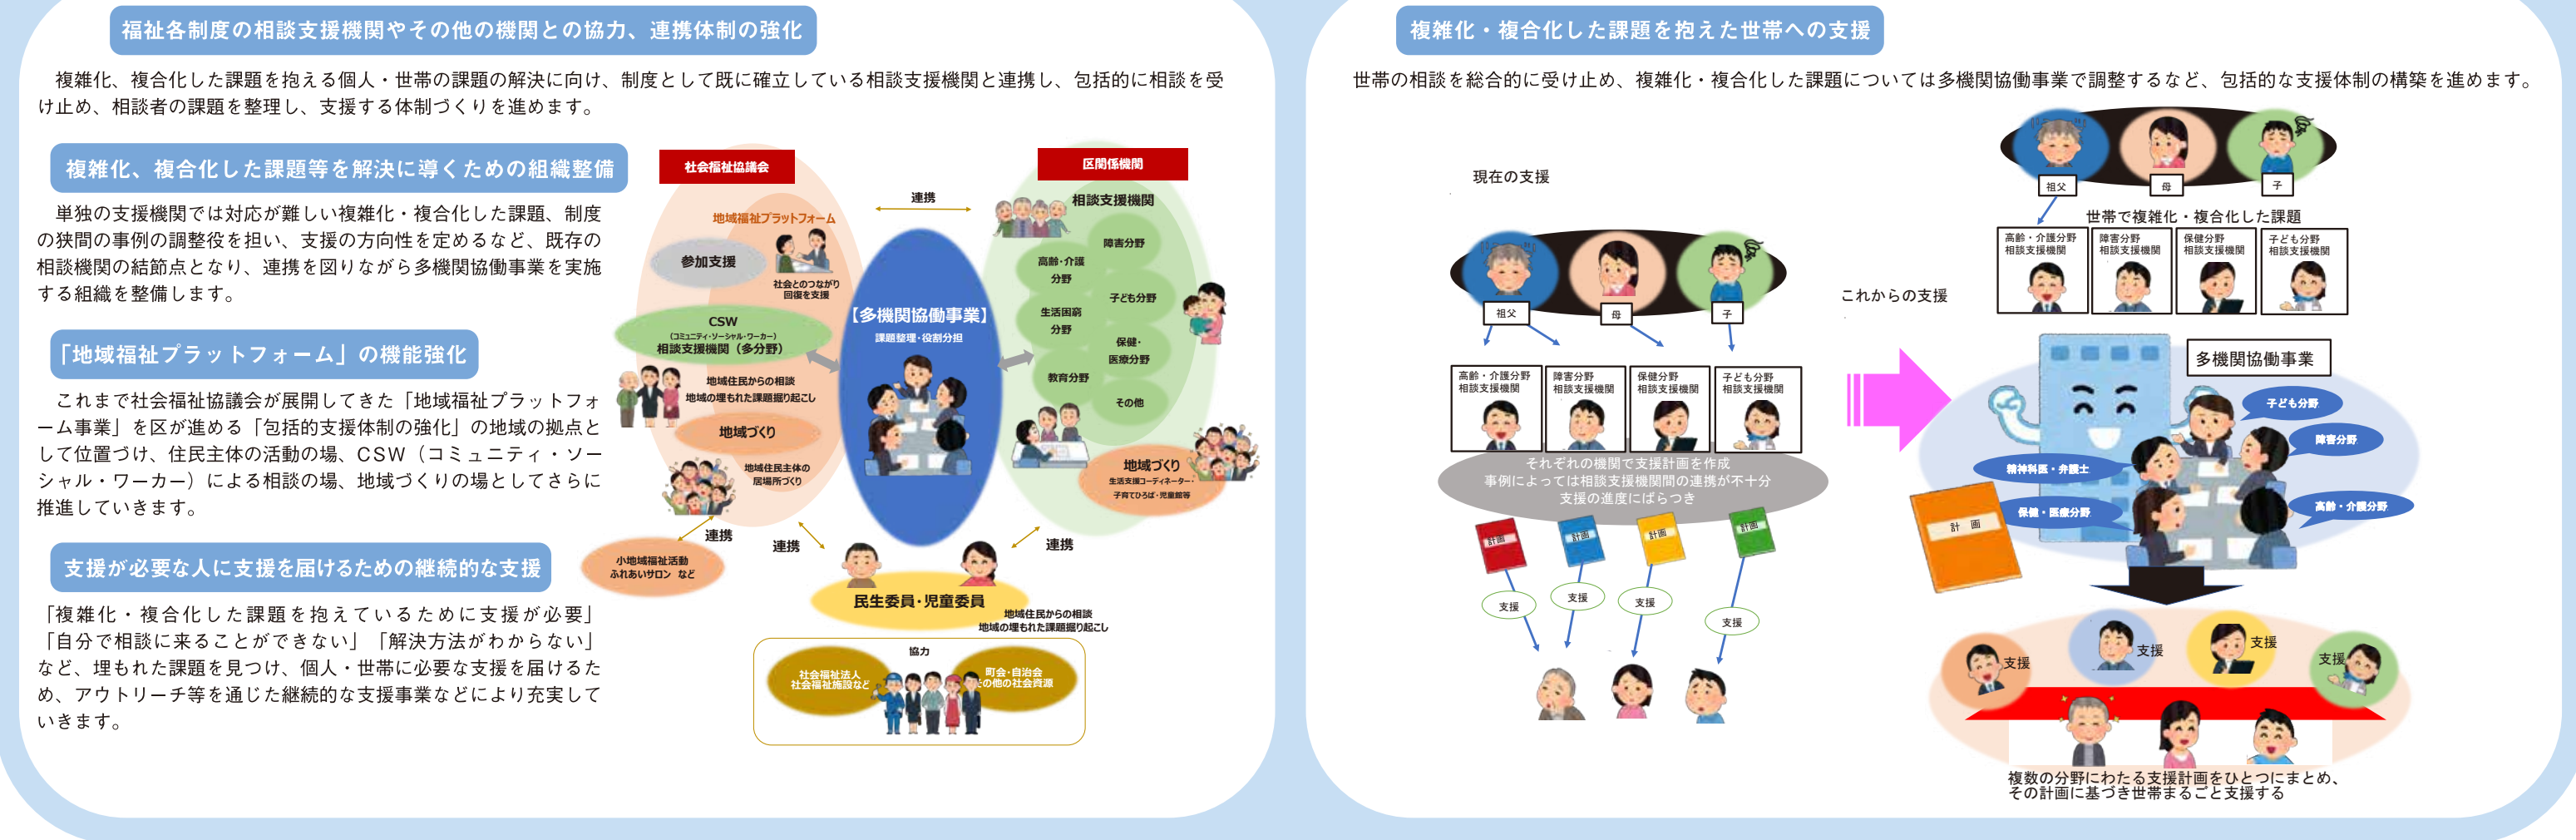 福祉各制度の相談支援機関やその他の機関との協力、連携体制の強化
複雑化、複合化した課題を抱える個人・世帯の課題の解決に向け、制度として既に確立している相談支援機関と連携し、包括的に相談を受
け止め、相談者の課題を整理し、支援する体制づくりを進めます。
複雑化、複合化した課題等を解決に導くための組織整備
単独の支援機関では対応が難しい複雑化・複合化した課題、制度
の狭間の事例の調整役を担い、支援の方向性を定めるなど、既存の
相談機関の結節点となり、連携を図りながら多機関協働事業を実施
する組織を整備します。
「地域福祉プラットフォーム」の機能強化
これまで社会福祉協議会が展開してきた「地域福祉プラットフォ
ーム事業」を区が進める「包括的支援体制の強化」の地域の拠点と
して位置づけ、住民主体の活動の場、CSW（コミュニティ・ソー
シャル・ワーカー）による相談の場、地域づくりの場としてさらに
推進していきます。
支援が必要な人に支援を届けるための継続的な支援
「複雑化・複合化した課題を抱えているために支援が必要」
「自分で相談に来ることができない」「解決方法がわからない」
など、埋もれた課題を見つけ、個人・世帯に必要な支援を届けるた
め、アウトリーチ等を通じた継続的な支援事業などにより充実して
いきます。
社会福祉協議会
地域福祉プラットフォーム
参加支援
社会とのつながり
回復を支援
CSW
（コミュニティ・ソーシャル・ワーカー）
相談支援機関（多分野）
地域住民からの相談
地域の埋もれた課題掘り起こし
地域づくり
地域住民主体の
居場所づくり
連携
小地域福祉活動
ふれあいサロン など
連携
【多機関協働事業】
課題整理・役割分担
連携
区関係機関
相談支援機関
障害分野
高齢・介護
分野
子ども分野
生活困窮
分野
保健・
医療分野
教育分野
その他
地域づくり
生活支援コーディネーター・
子育てひろば・児童館等
連携
民生委員・児童委員
地域住民からの相談
地域の埋もれた課題掘り起こし
協力
社会福祉法人
社会福祉施設など
町会・自治会
その他の社会資源
複雑化・複合化した課題を抱えた世帯への支援
世帯の相談を総合的に受け止め、複雑化・複合化した課題については多機関協働事業で調整するなど、包括的な支援体制の構築を進めます。
現在の支援
祖父
母
子
高齢・介護分野
相談支援機関
障害分野
相談支援機関
保健分野
相談支援機関
子ども分野
相談支援機関
それぞれの機関で支援計画を作成
事例によっては相談支援機関間の連携が不十分
支援の進度にばらつき
計画
計画
計画
計画
支援
支援
支援
支援
これからの支援
祖父
母
子
世帯で複雑化・複合化した課題
高齢・介護分野
相談支援機関
障害分野
相談支援機関
保健分野
相談支援機関
子ども分野
相談支援機関
多機関協働事業
子ども分野
障害分野
精神科医・弁護士
保健・医療分野
高齢・介護分野
計 画
支援
支援
支援
支援
複数の分野にわたる支援計画をひとつにまとめ、
その計画に基づき世帯まるごと支援する